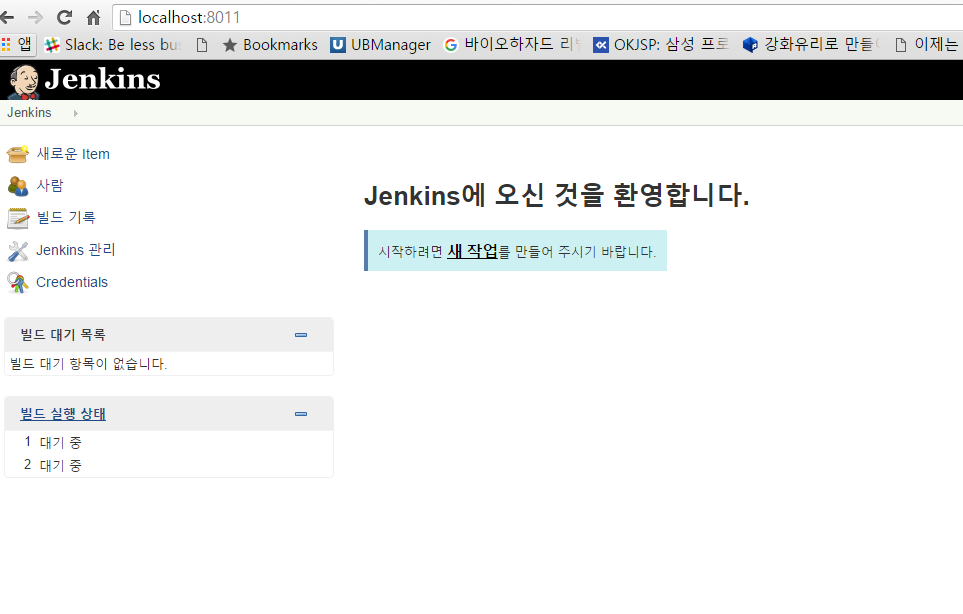 localhost:8011
앱 Slack: Be less bu Bookmarks UBManager 바이오하자드 리 OKJSP: 삼성 프로 강화유리로 만들 이제는
Jenkins
Jenkins
새로운 Item
사람
빌드 기록
Jenkins 관리
Credentials
Jenkins에 오신 것을 환영합니다.
시작하려면 새 작업를 만들어 주시기 바랍니다.
빌드 대기 목록
빌드 대기 항목이 없습니다.
빌드 실행 상태
1 대기 중
2 대기 중